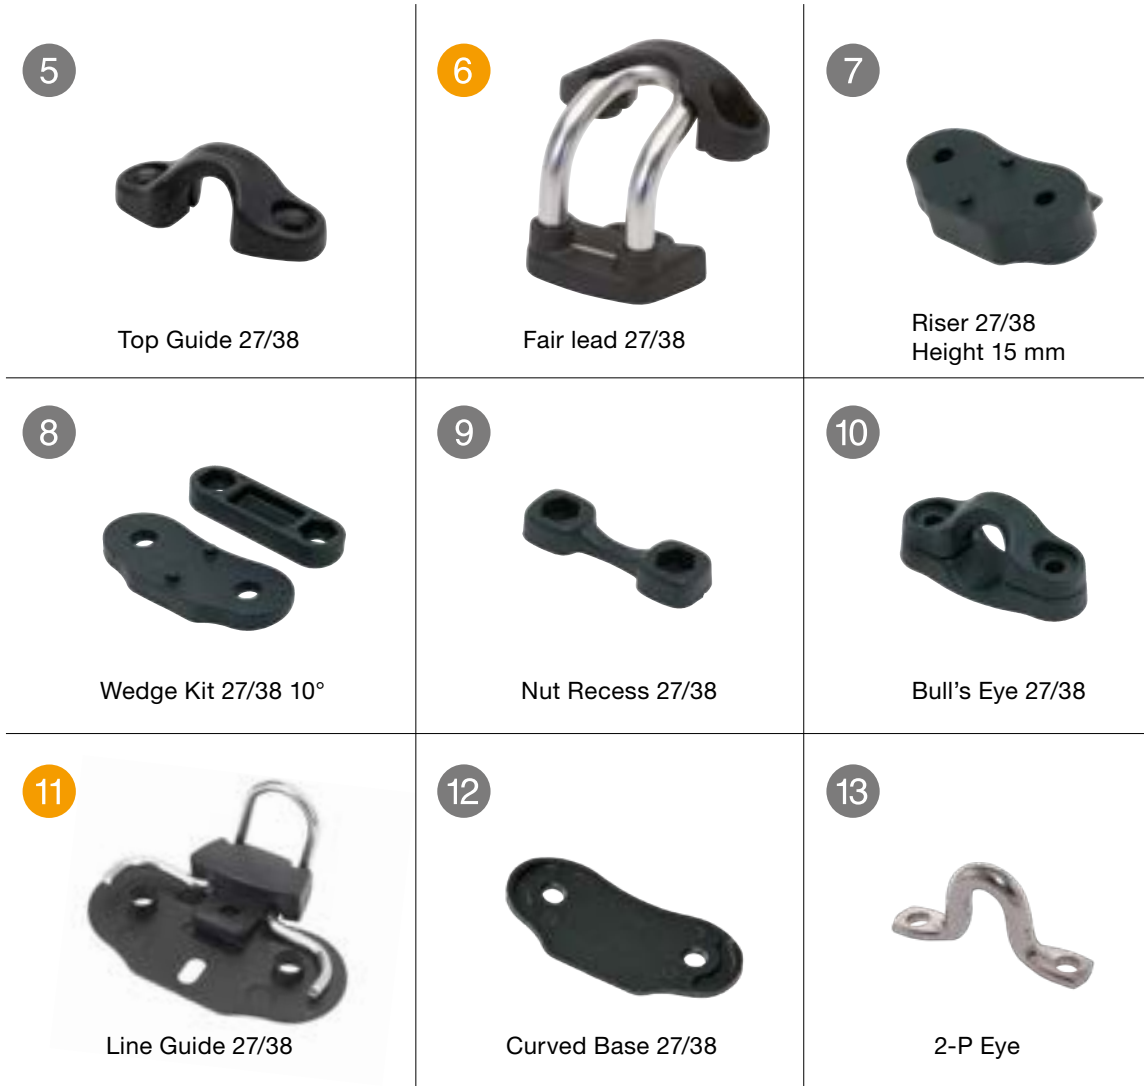 5
Top Guide 27/38
6
Fair lead 27/38
7
Riser 27/38
Height 15 mm
8
Wedge Kit 27/38 10°
9
Nut Recess 27/38
10
Bull’s Eye 27/38
11
Line Guide 27/38
12
Curved Base 27/38
13
2-P Eye